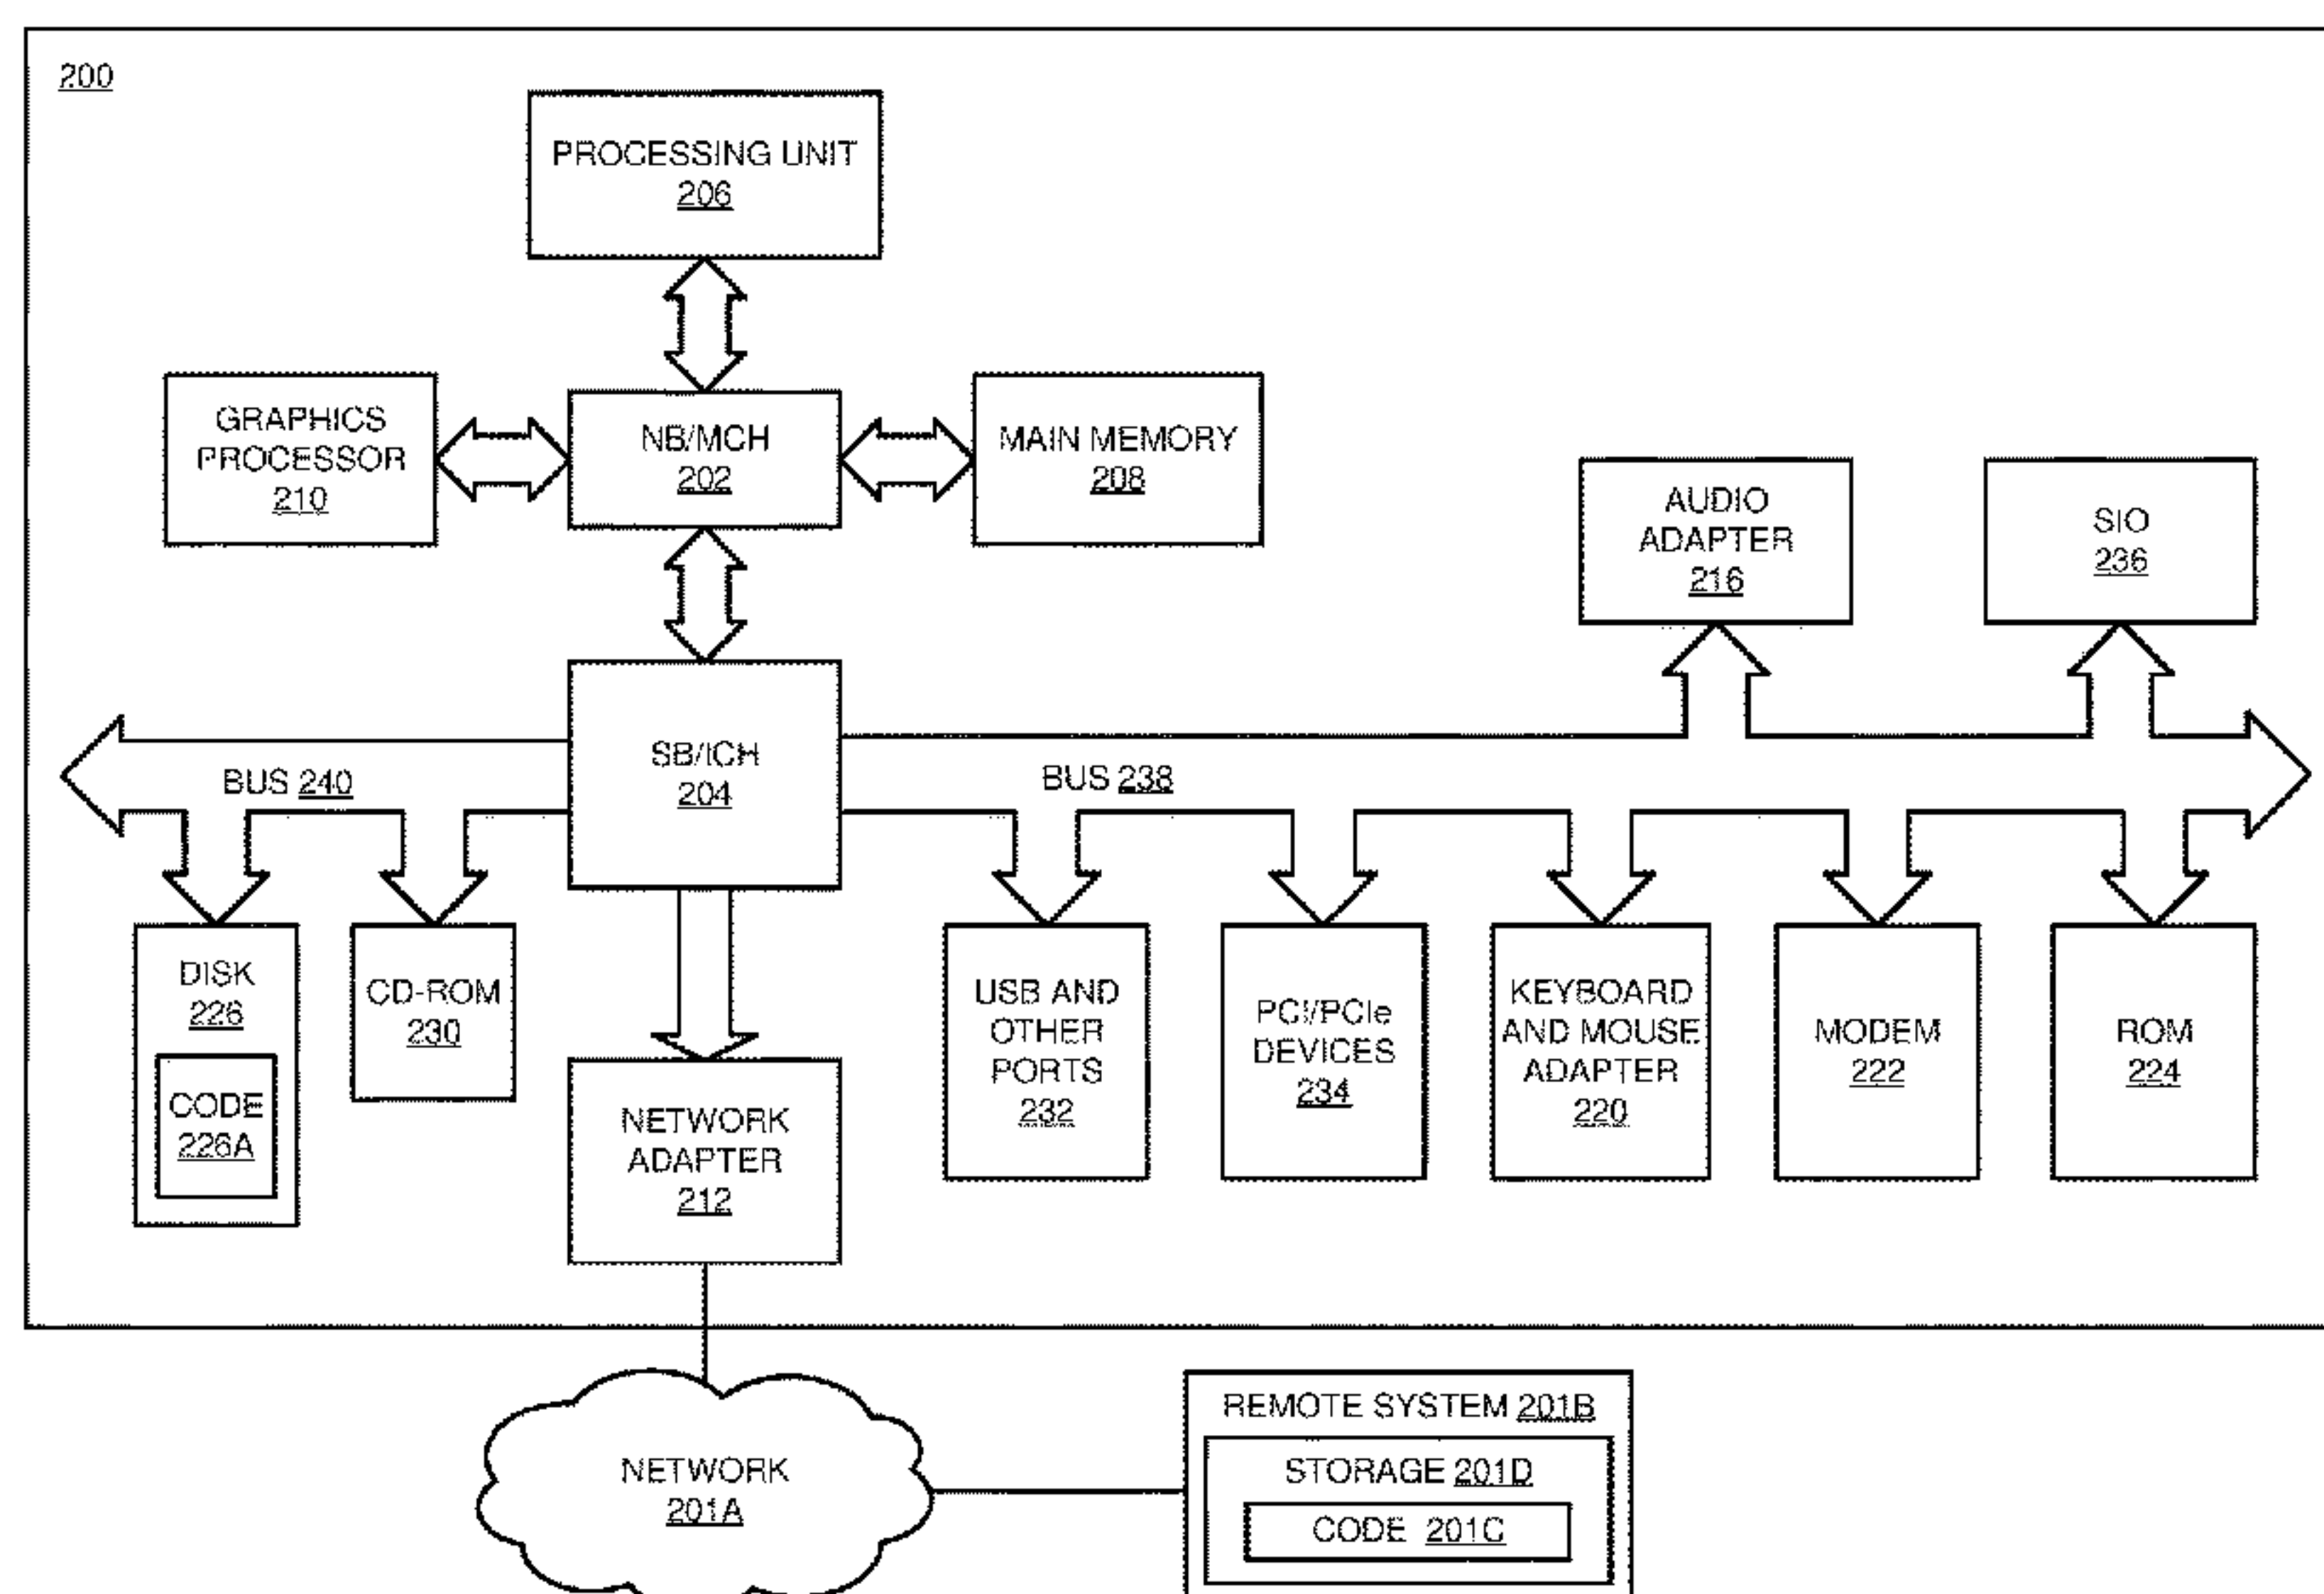 200
PROCESSING UNIT
206
GRAPHICS
PROCESSOR
210
NB/MCH
202
MAIN MEMORY
208
AUDIO
ADAPTER
216
SIO
236
SB/ICH
204
BUS 240
BUS 238
DISK
226
CODE
226A
CD-ROM
230
NETWORK
ADAPTER
212
USB AND
OTHER
PORTS
232
PCI/PCIe
DEVICES
234
KEYBOARD
AND MOUSE
ADAPTER
220
MODEM
222
ROM
224
NETWORK
201A
REMOTE SYSTEM 201B
STORAGE 201D
CODE 201C